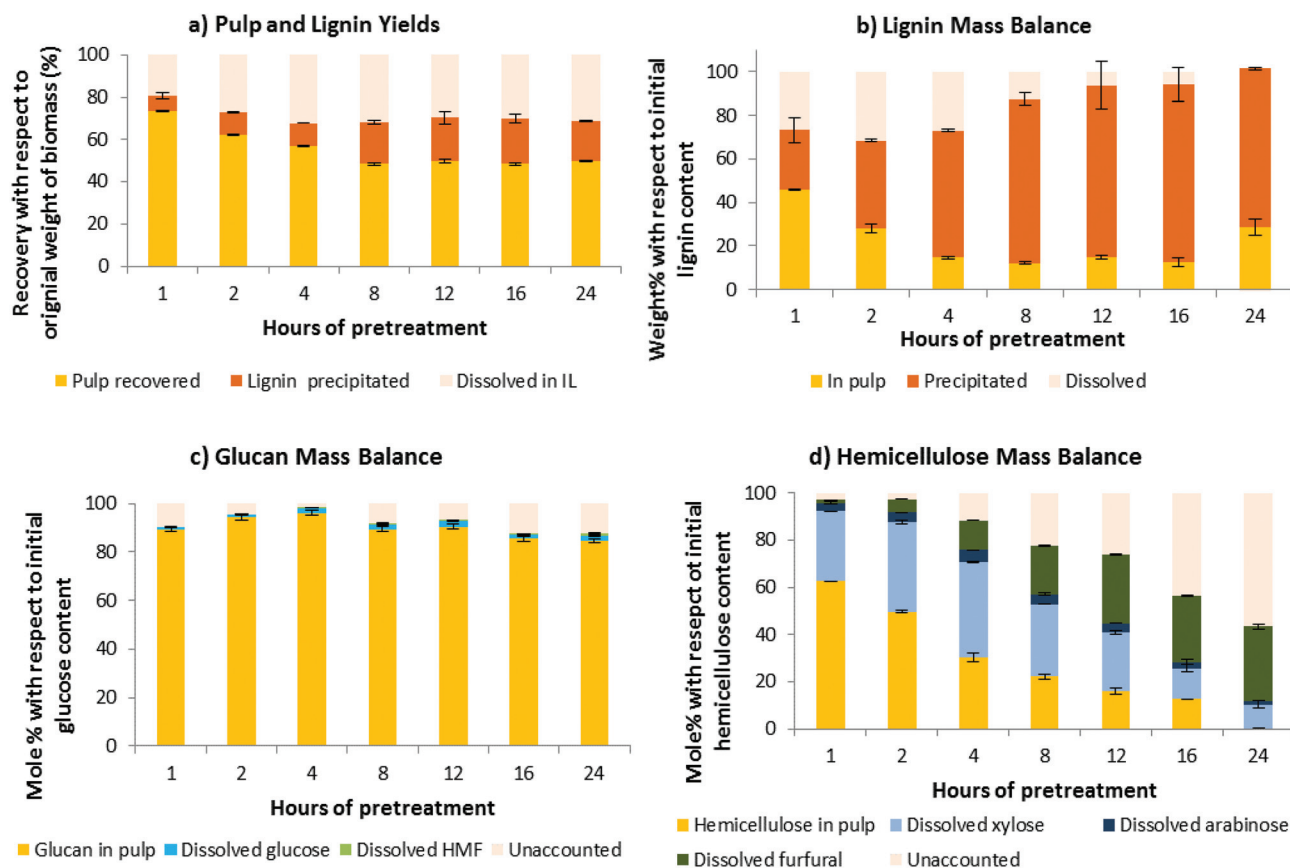 a) Pulp and Lignin Yields
Recovery with respect to
orignial weight of biomass (%)
100
80
60
40
20
0
1 2 4 8 12 16 24
Hours of pretreatment
Pulp recovered Lignin precipitated Dissolved in IL
b) Lignin Mass Balance
Weight% with respect to initial
lignin content
100
80
60
40
20
0
1 2 4 8 12 16 24
Hours of pretreatment
In pulp Precipitated Dissolved
c) Glucan Mass Balance
Mole% with respect to initial
glucose content
100
80
60
40
20
0
1 2 4 8 12 16 24
Hours of pretreatment
Glucan in pulp Dissolved glucose Dissolved HMF Unaccounted
d) Hemicellulose Mass Balance
Mole% with resepct ot initial
hemicellulose content
100
80
60
40
20
0
1 2 4 8 12 16 24
Hours of pretreatment
Hemicellulose in pulp Dissolved xylose Dissolved arabinose
Dissolved furfural Unaccounted